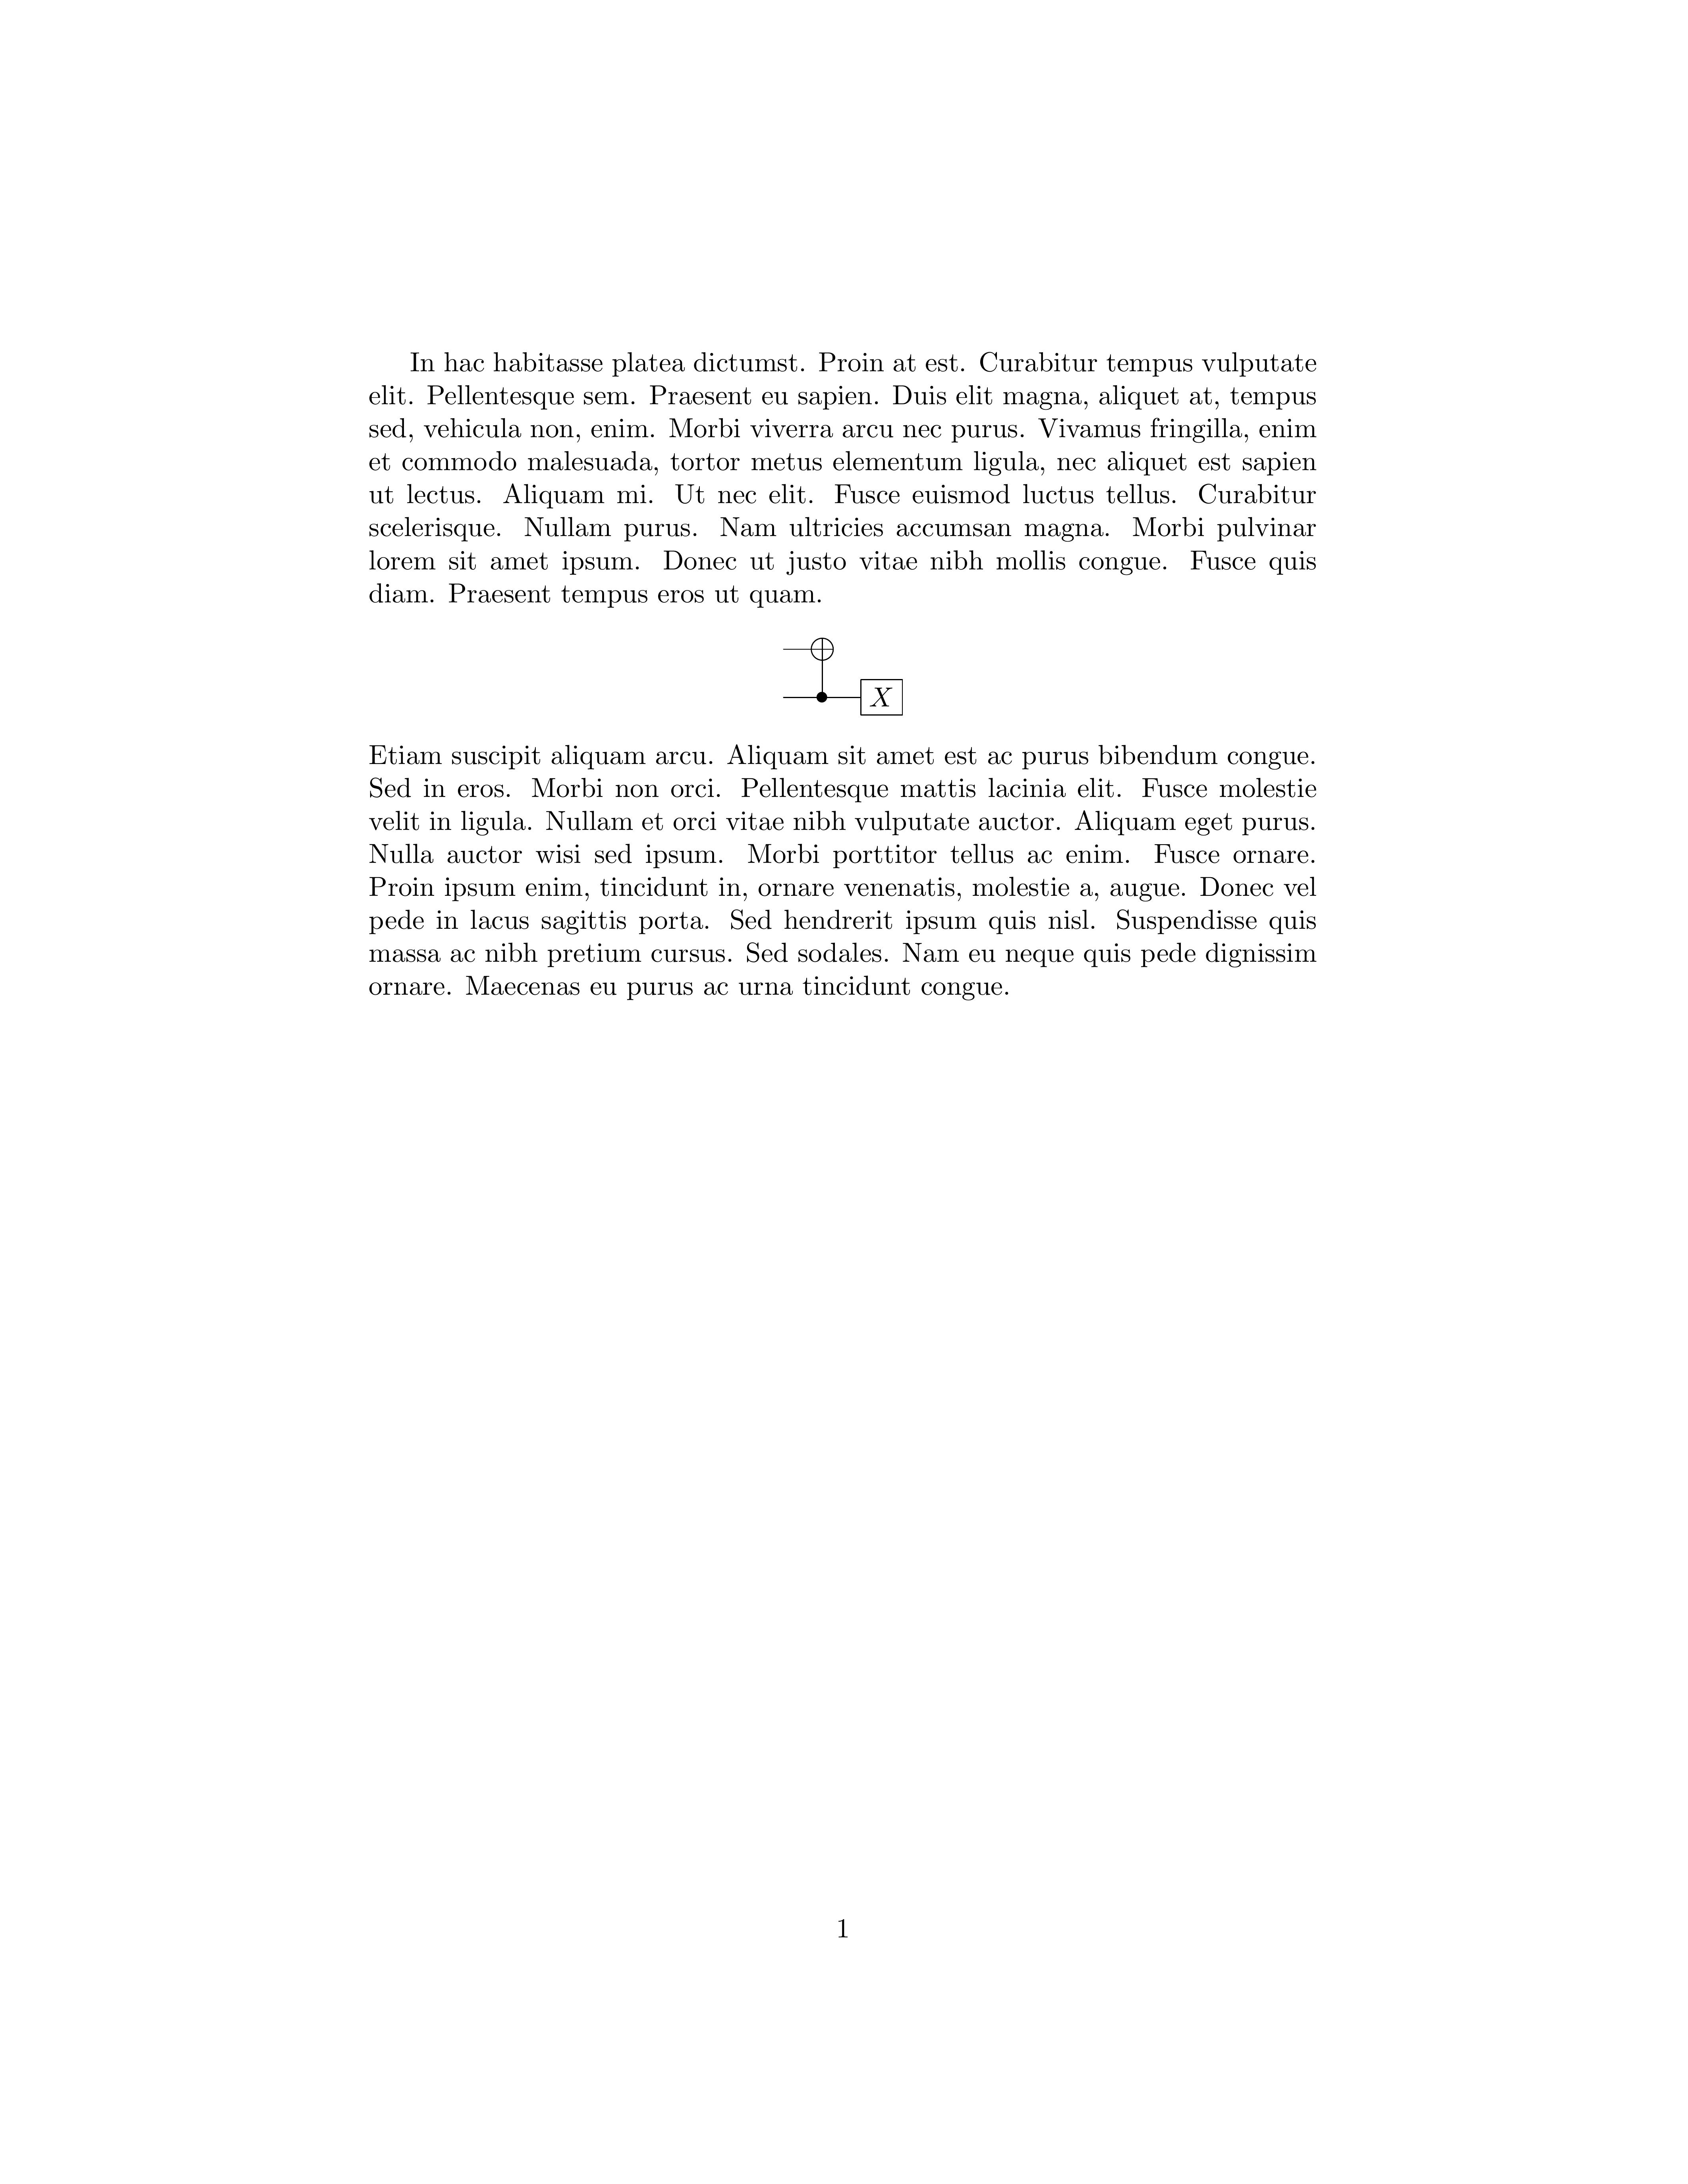 In hac habitasse platea dictumst. Proin at est. Curabitur tempus vulputate
elit. Pellentesque sem. Praesent eu sapien. Duis elit magna, aliquet at, tempus
sed, vehicula non, enim. Morbi viverra arcu nec purus. Vivamus fringilla, enim
et commodo malesuada, tortor metus elementum ligula, nec aliquet est sapien
ut lectus. Aliquam mi. Ut nec elit. Fusce euismod luctus tellus. Curabitur
scelerisque. Nullam purus. Nam ultricies accumsan magna. Morbi pulvinar
lorem sit amet ipsum. Donec ut justo vitae nibh mollis congue. Fusce quis
diam. Praesent tempus eros ut quam.
X
Etiam suscipit aliquam arcu. Aliquam sit amet est ac purus bibendum congue.
Sed in eros. Morbi non orci. Pellentesque mattis lacinia elit. Fusce molestie
velit in ligula. Nullam et orci vitae nibh vulputate auctor. Aliquam eget purus.
Nulla auctor wisi sed ipsum. Morbi porttitor tellus ac enim. Fusce ornare.
Proin ipsum enim, tincidunt in, ornare venenatis, molestie a, augue. Donec vel
pede in lacus sagittis porta. Sed hendrerit ipsum quis nisl. Suspendisse quis
massa ac nibh pretium cursus. Sed sodales. Nam eu neque quis pede dignissim
ornare. Maecenas eu purus ac urna tincidunt congue.
1